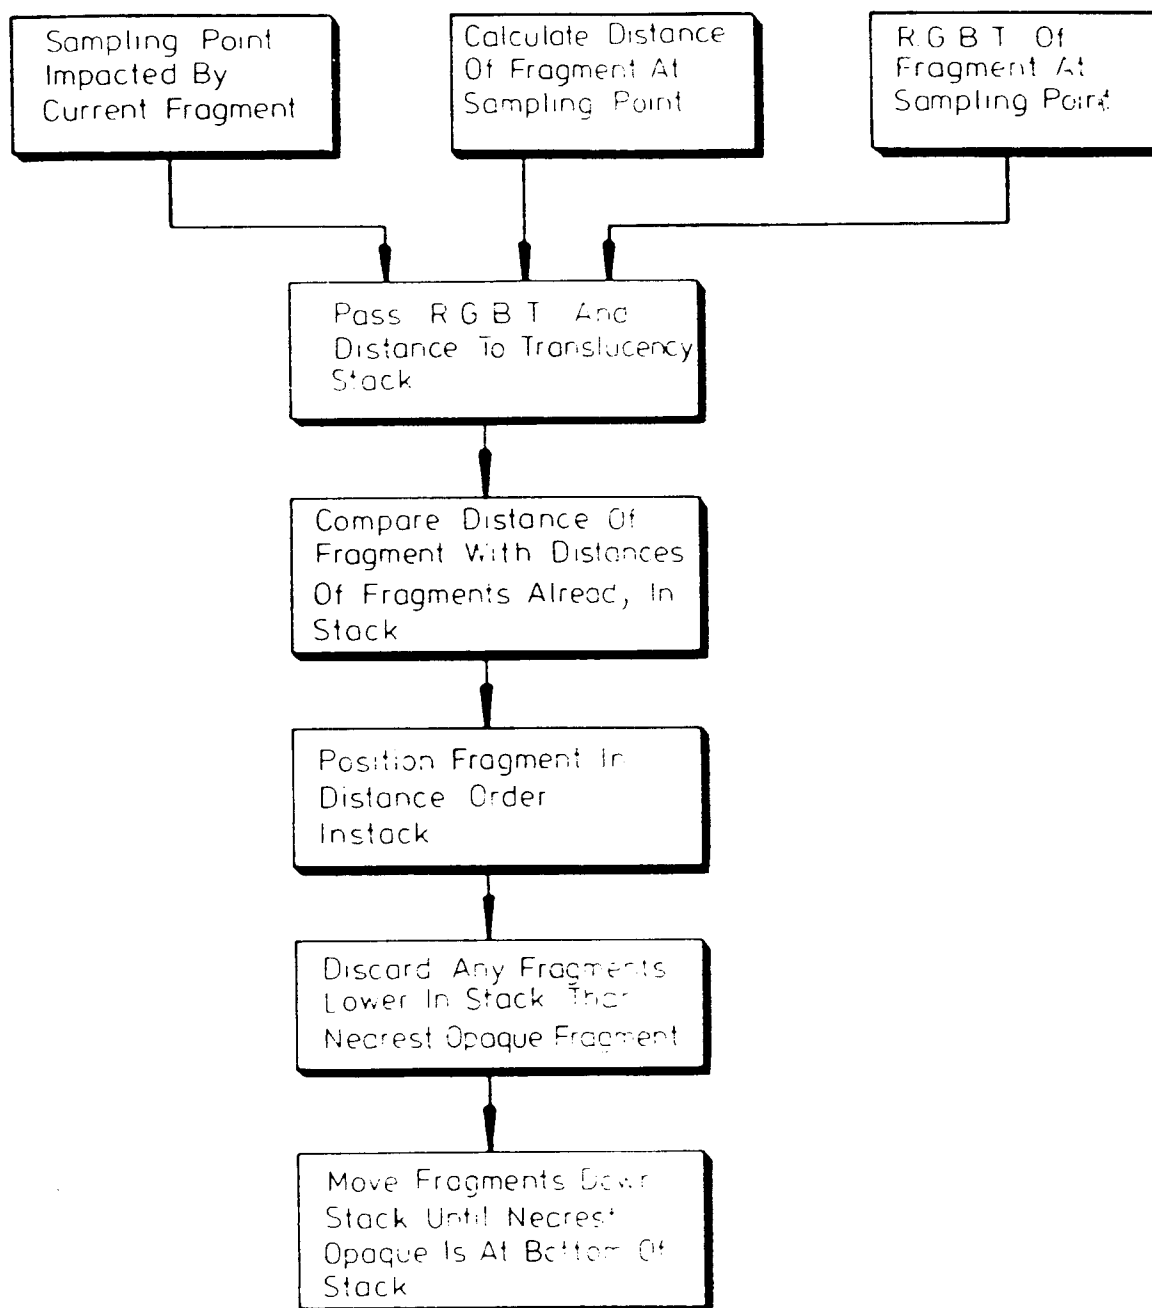 Sampling Point
Impacted By
Current Fragment
Calculate Distance
Of Fragment At
Sampling Point
R.G.B T Of
Fragment At
Sampling Point
Pass R G B T And
Distance To Translucency
Stack
Compare Distance Of
Fragment With Distances
Of Fragments Already In
Stack
Position Fragment In
Distance Order
Instack
Discard Any Fragments
Lower In Stack Than
Nearest Opaque Fragment
Move Fragments Down
Stack Until Nearest
Opaque Is At Bottom Of
Stack